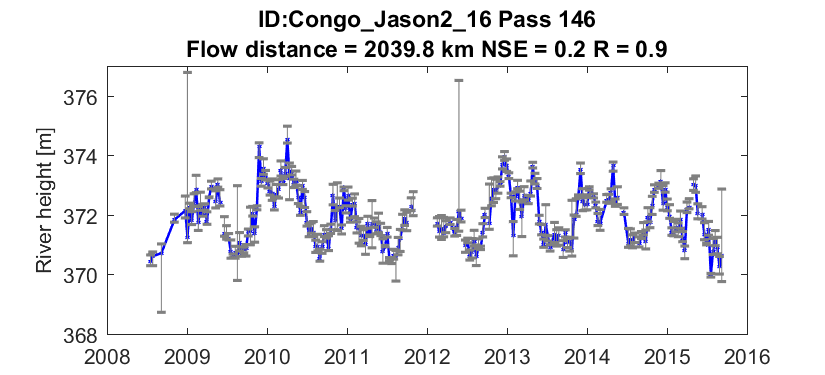 ID:Congo_Jason2_16 Pass 146
Flow distance = 2039.8 km NSE = 0.2 R = 0.9
River height [m]
376
374
372
370
368
2008 2009 2010 2011 2012 2013 2014 2015 2016